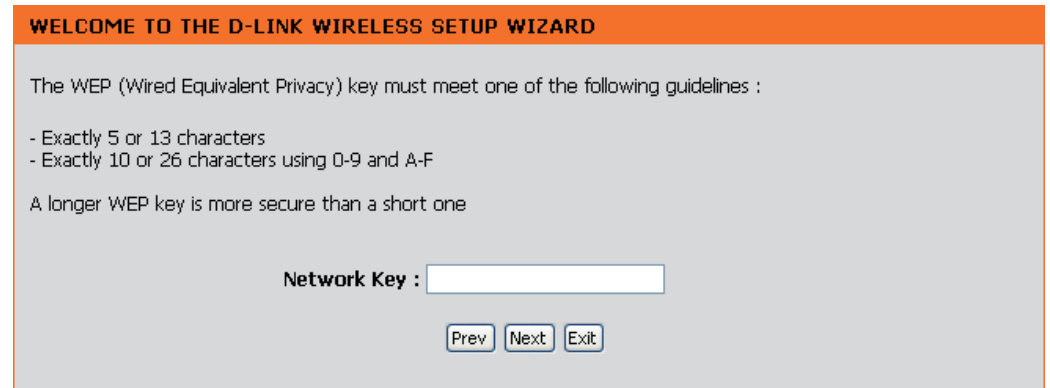 WELCOME TO THE D-LINK WIRELESS SETUP WIZARD
The WEP (Wired Equivalent Privacy) key must meet one of the following guidelines :
- Exactly 5 or 13 characters
- Exactly 10 or 26 characters using 0-9 and A-F
A longer WEP key is more secure than a short one
Network Key :
Prev Next Exit